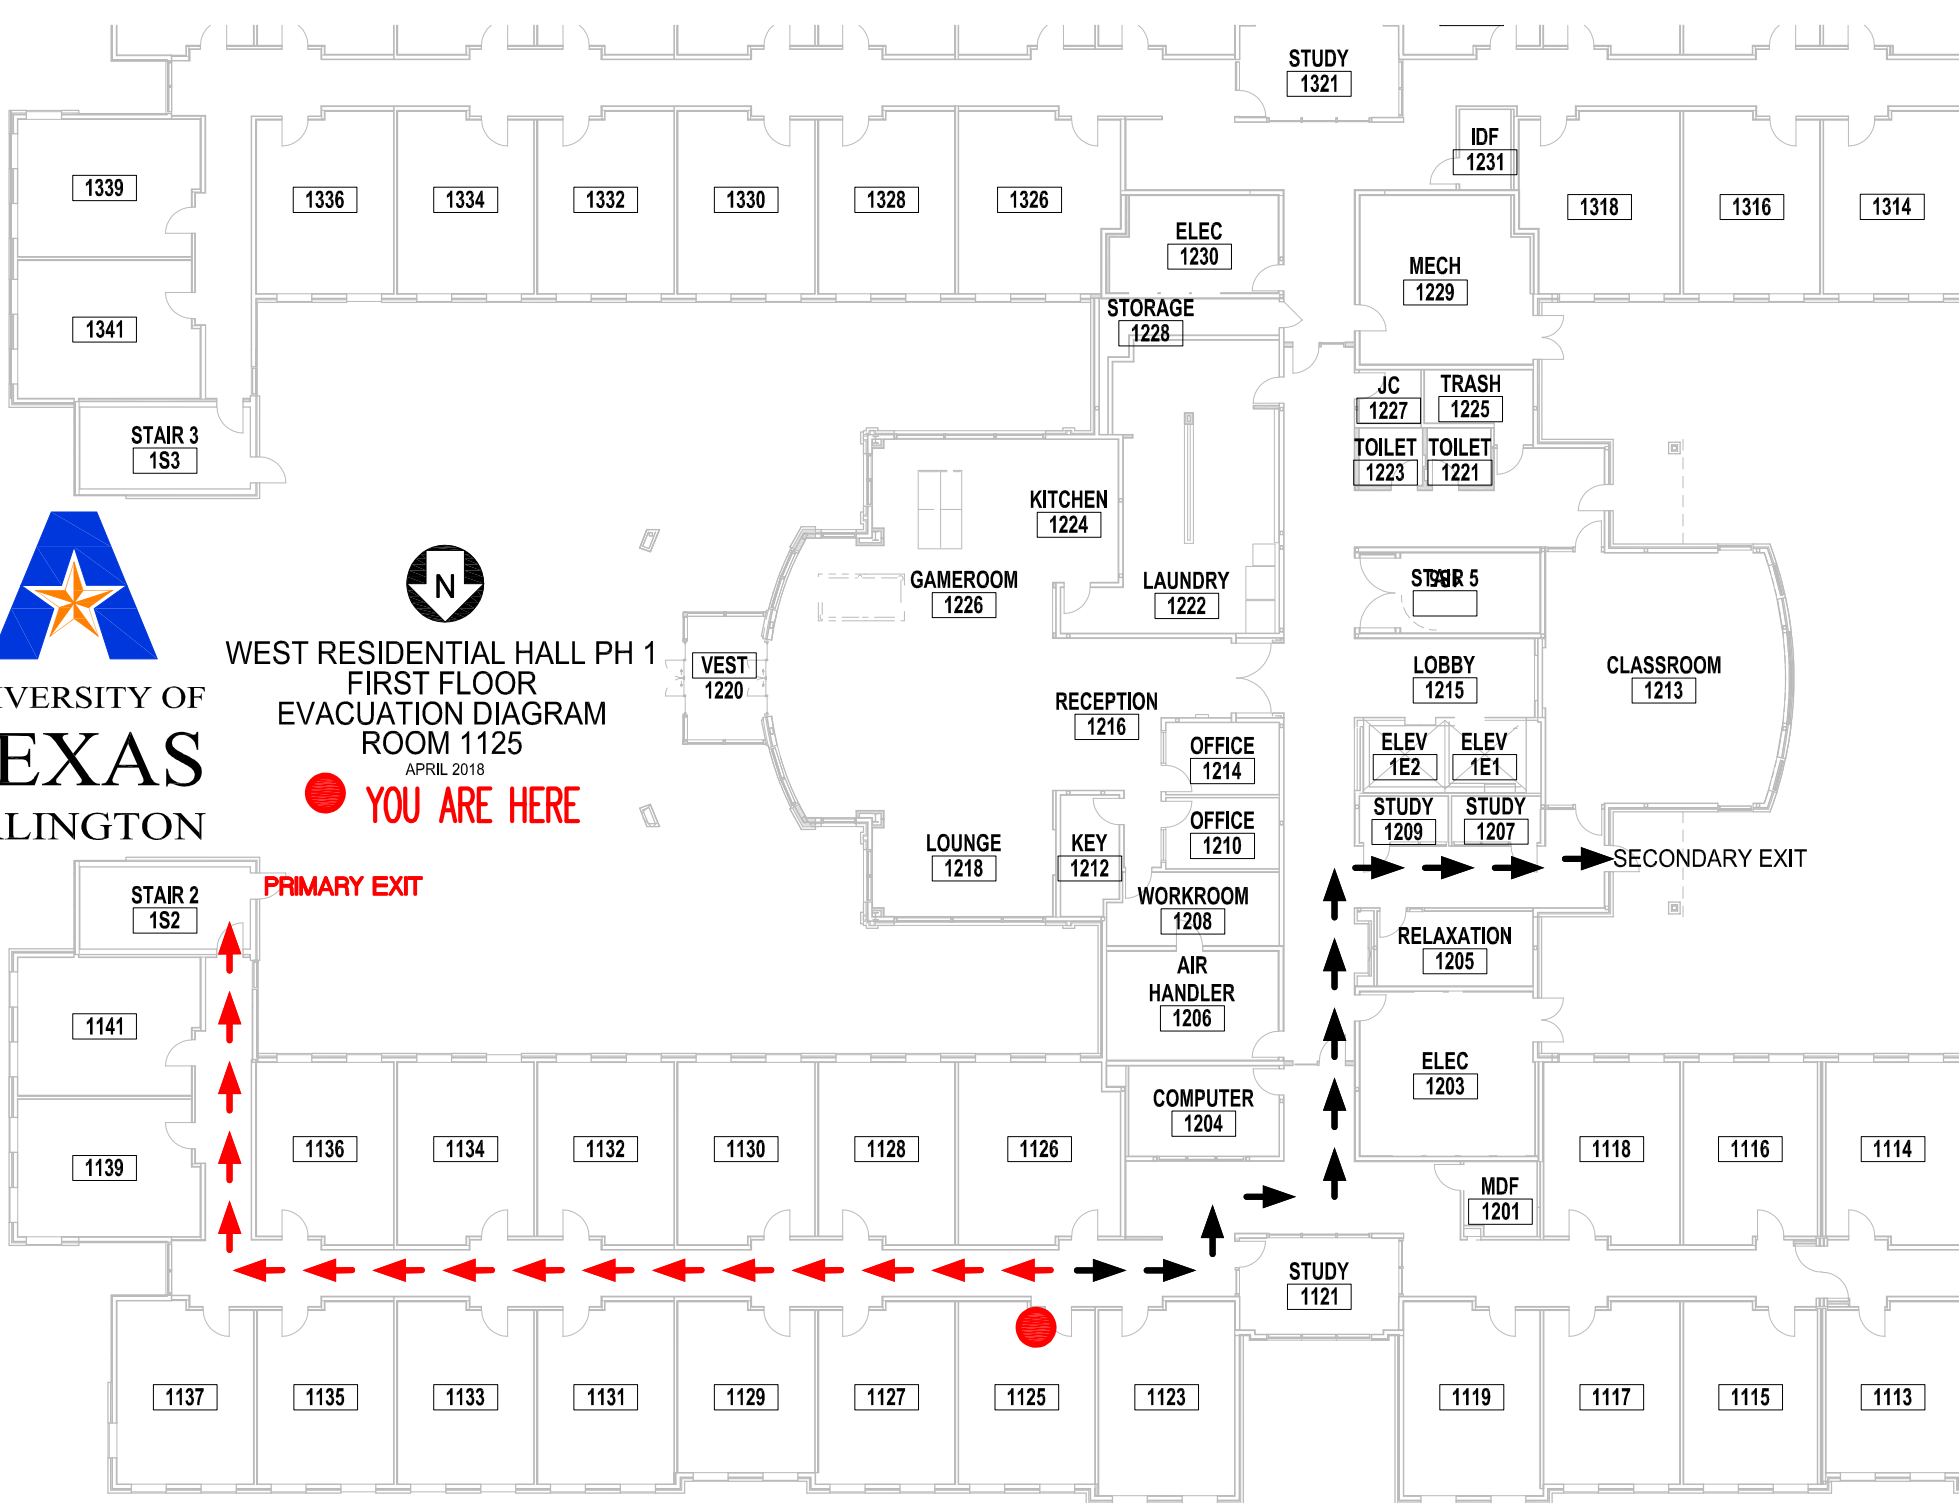 STUDY
1321
IDF
1231
1339
1336
1334
1332
1330
1328
1326
1318
1316
1314
ELEC
1230
MECH
1229
STORAGE
1228
1341
JC
1227
TRASH
1225
STAIR 3
1S3
TOILET
1223
TOILET
1221
KITCHEN
1224
GAMEROOM
1226
LAUNDRY
1222
STAIR 5
N
WEST RESIDENTIAL HALL PH 1
FIRST FLOOR
EVACUATION DIAGRAM
ROOM 1125
APRIL 2018
YOU ARE HERE
VERSITY OF
EXAS
LINGTON
VEST
1220
RECEPTION
1216
LOBBY
1215
CLASSROOM
1213
OFFICE
1214
ELEV
1E2
ELEV
1E1
STUDY
1209
STUDY
1207
OFFICE
1210
LOUNGE
1218
KEY
1212
SECONDARY EXIT
PRIMARY EXIT
STAIR 2
1S2
WORKROOM
1208
RELAXATION
1205
AIR
HANDLER
1206
1141
ELEC
1203
COMPUTER
1204
1139
1136
1134
1132
1130
1128
1126
1118
1116
1114
MDF
1201
STUDY
1121
1137
1135
1133
1131
1129
1127
1125
1123
1119
1117
1115
1113